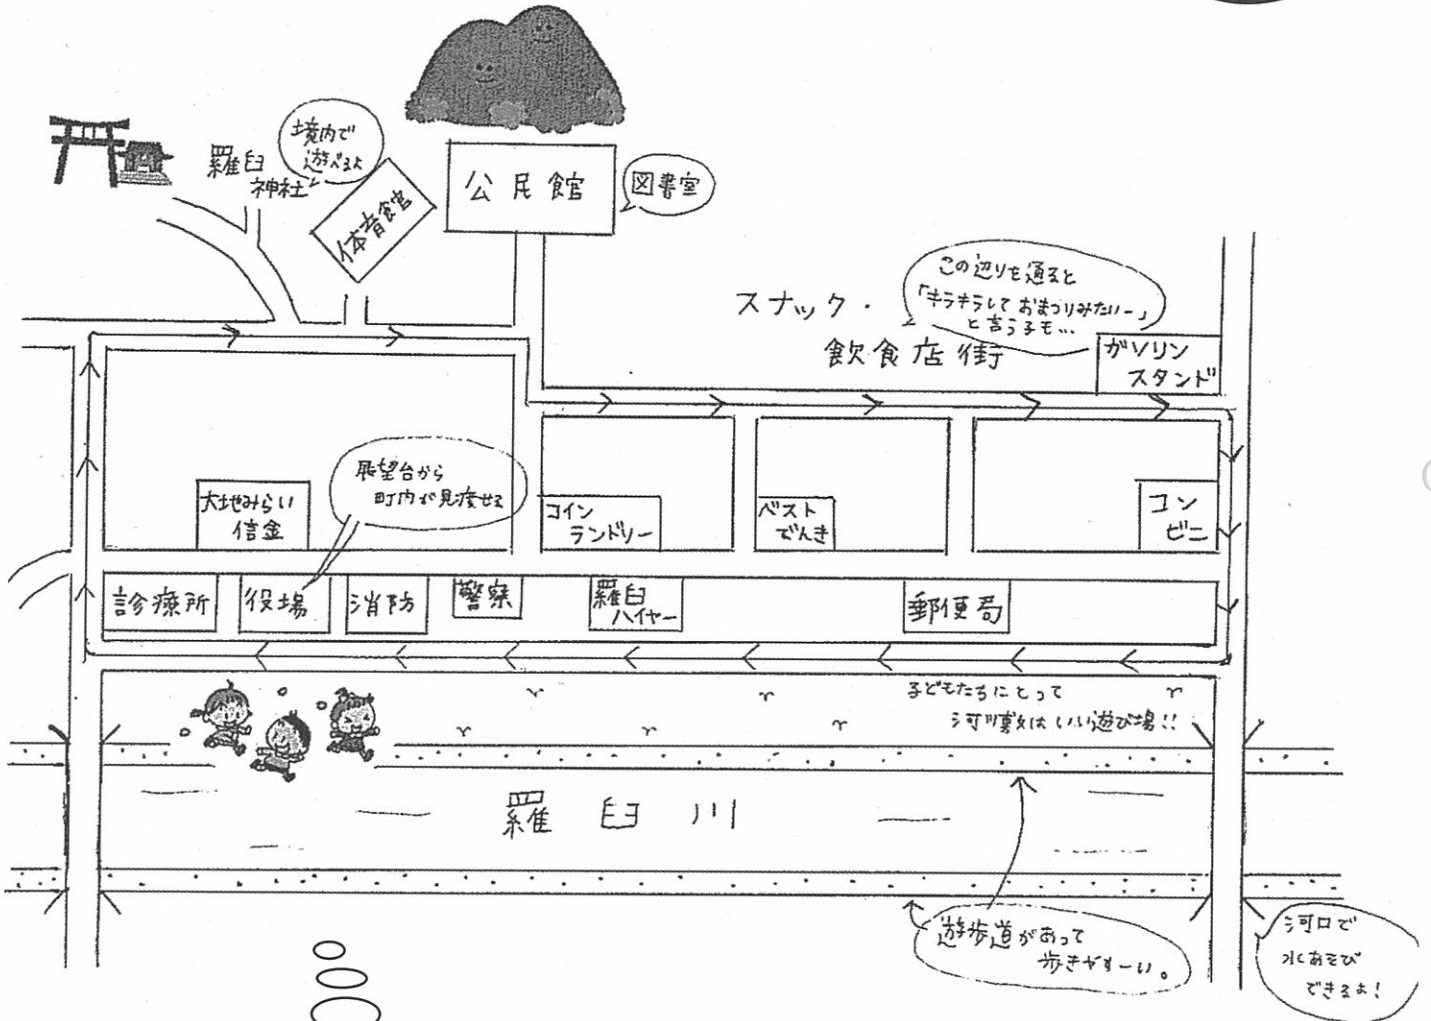 境内で
遊べるよ
羅臼
神社
体育館
公民館
図書室
この辺りを通ると
「キラキラして おまつりみたいー」
と言う子も…
スナック・
飲食店街
ガソリン
スタンド
展望台から
町内が見渡せる
大地みらい
信金
コイン
ランドリー
ベスト
でんき
コン
ビニ
診療所
役場
消防
警察
羅臼
ハイヤー
郵便局
子どもたちにとって
河川敷はいい遊び場!!
羅臼川
遊歩道があって
歩きやすーい。
河口で
水あそび
できるよ!